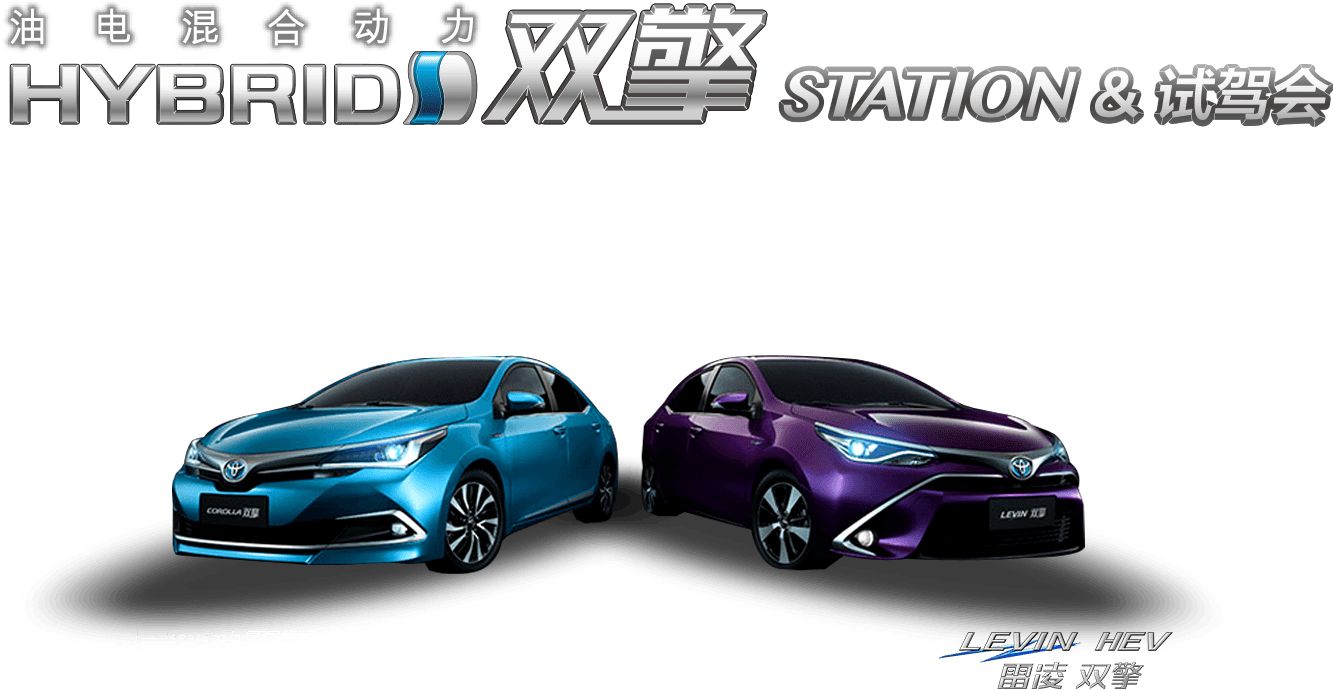 油电混合动力
HYBRID 双擎 STATION & 试驾会
COROLLA 双擎
LEVIN 双擎
LEVIN HEV
雷凌 双擎